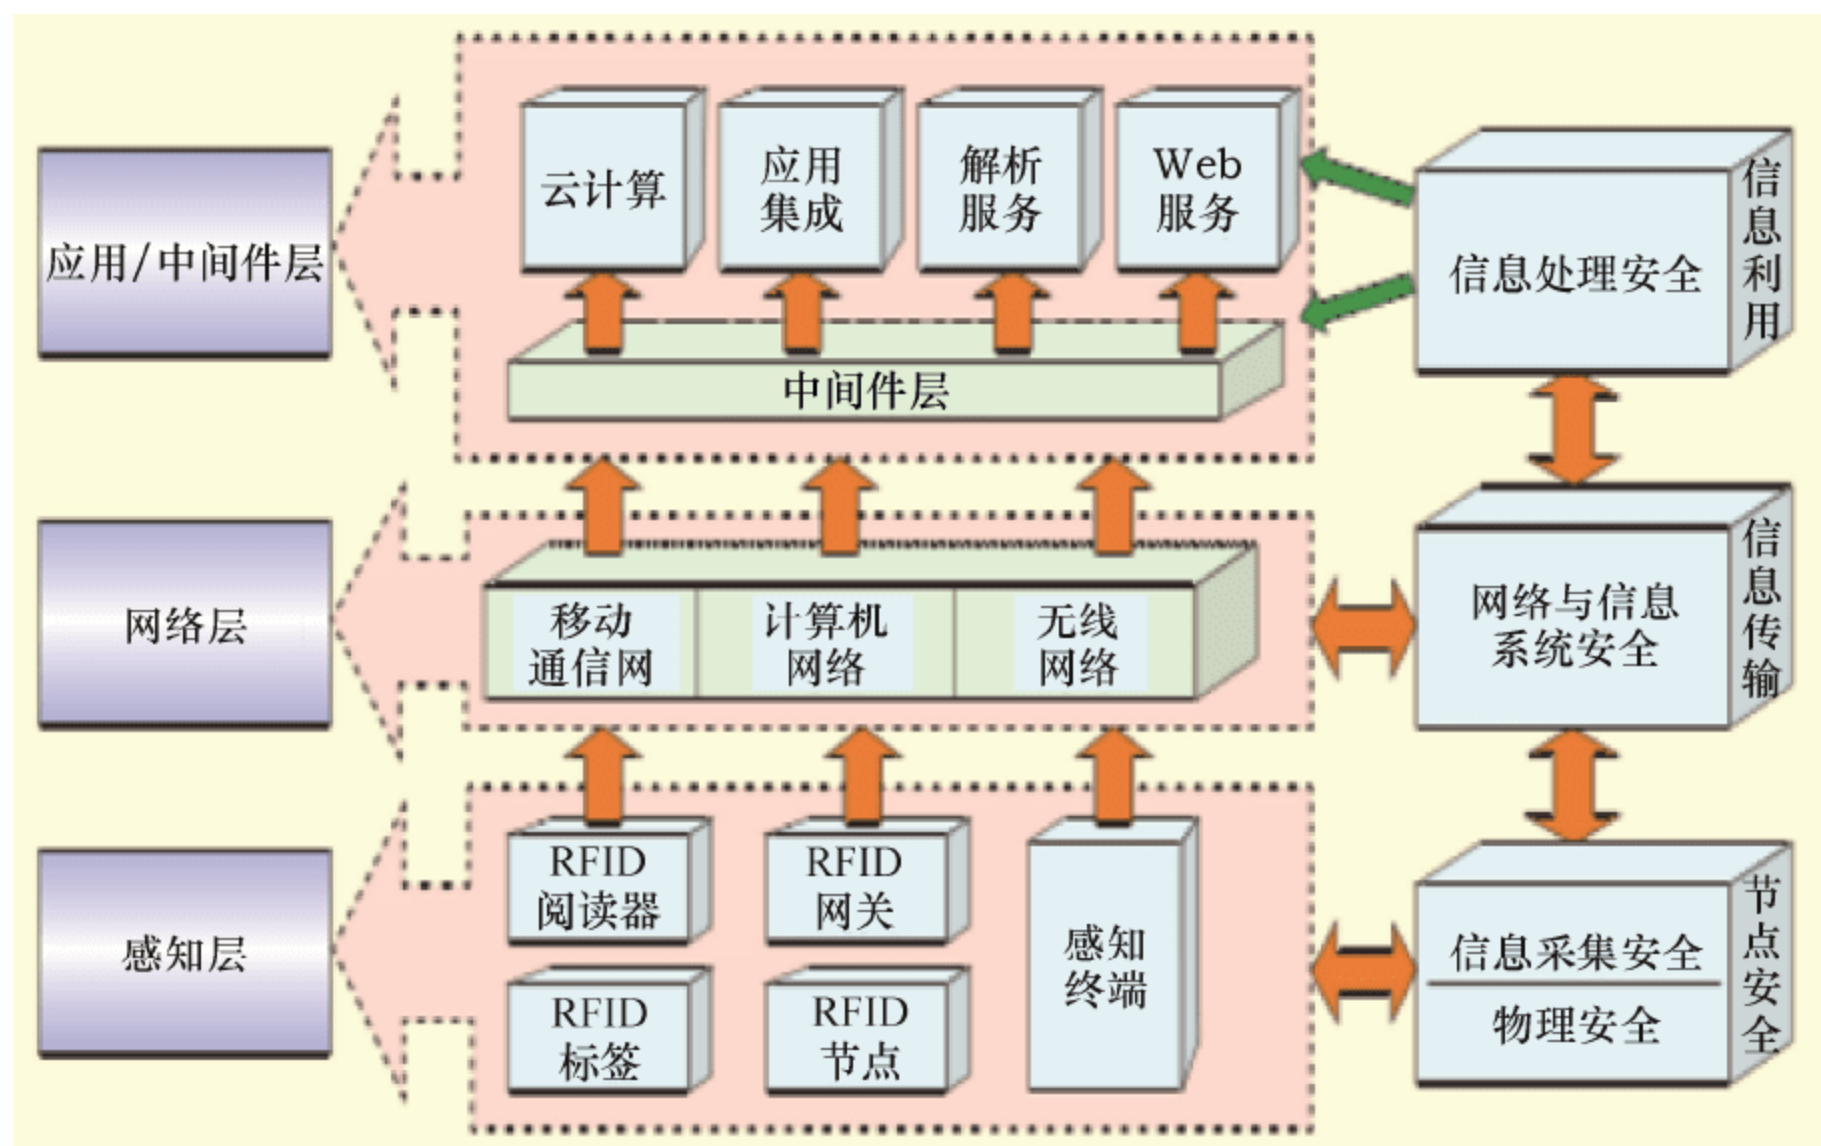 应用/中间件层
云计算
应用
集成
解析
服务
Web
服务
中间件层
信息处理安全
信息利用
网络层
移动
通信网
计算机
网络
无线
网络
网络与信息
系统安全
信息传输
感知层
RFID
阅读器
RFID
网关
RFID
标签
RFID
节点
感知
终端
信息采集安全
物理安全
节点安全